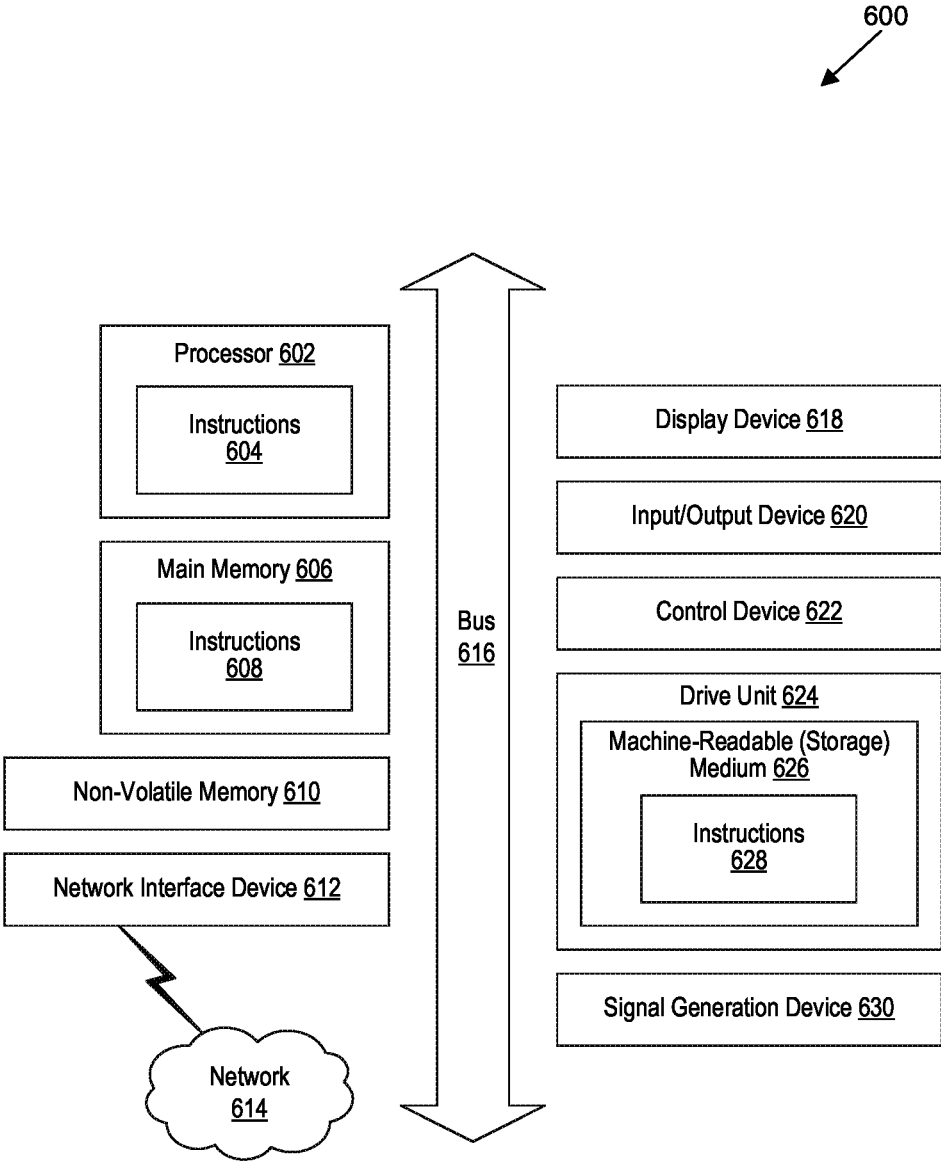 600
Processor 602
Instructions
604
Main Memory 606
Instructions
608
Non-Volatile Memory 610
Network Interface Device 612
Network
614
Bus
616
Display Device 618
Input/Output Device 620
Control Device 622
Drive Unit 624
Machine-Readable (Storage)
Medium 626
Instructions
628
Signal Generation Device 630